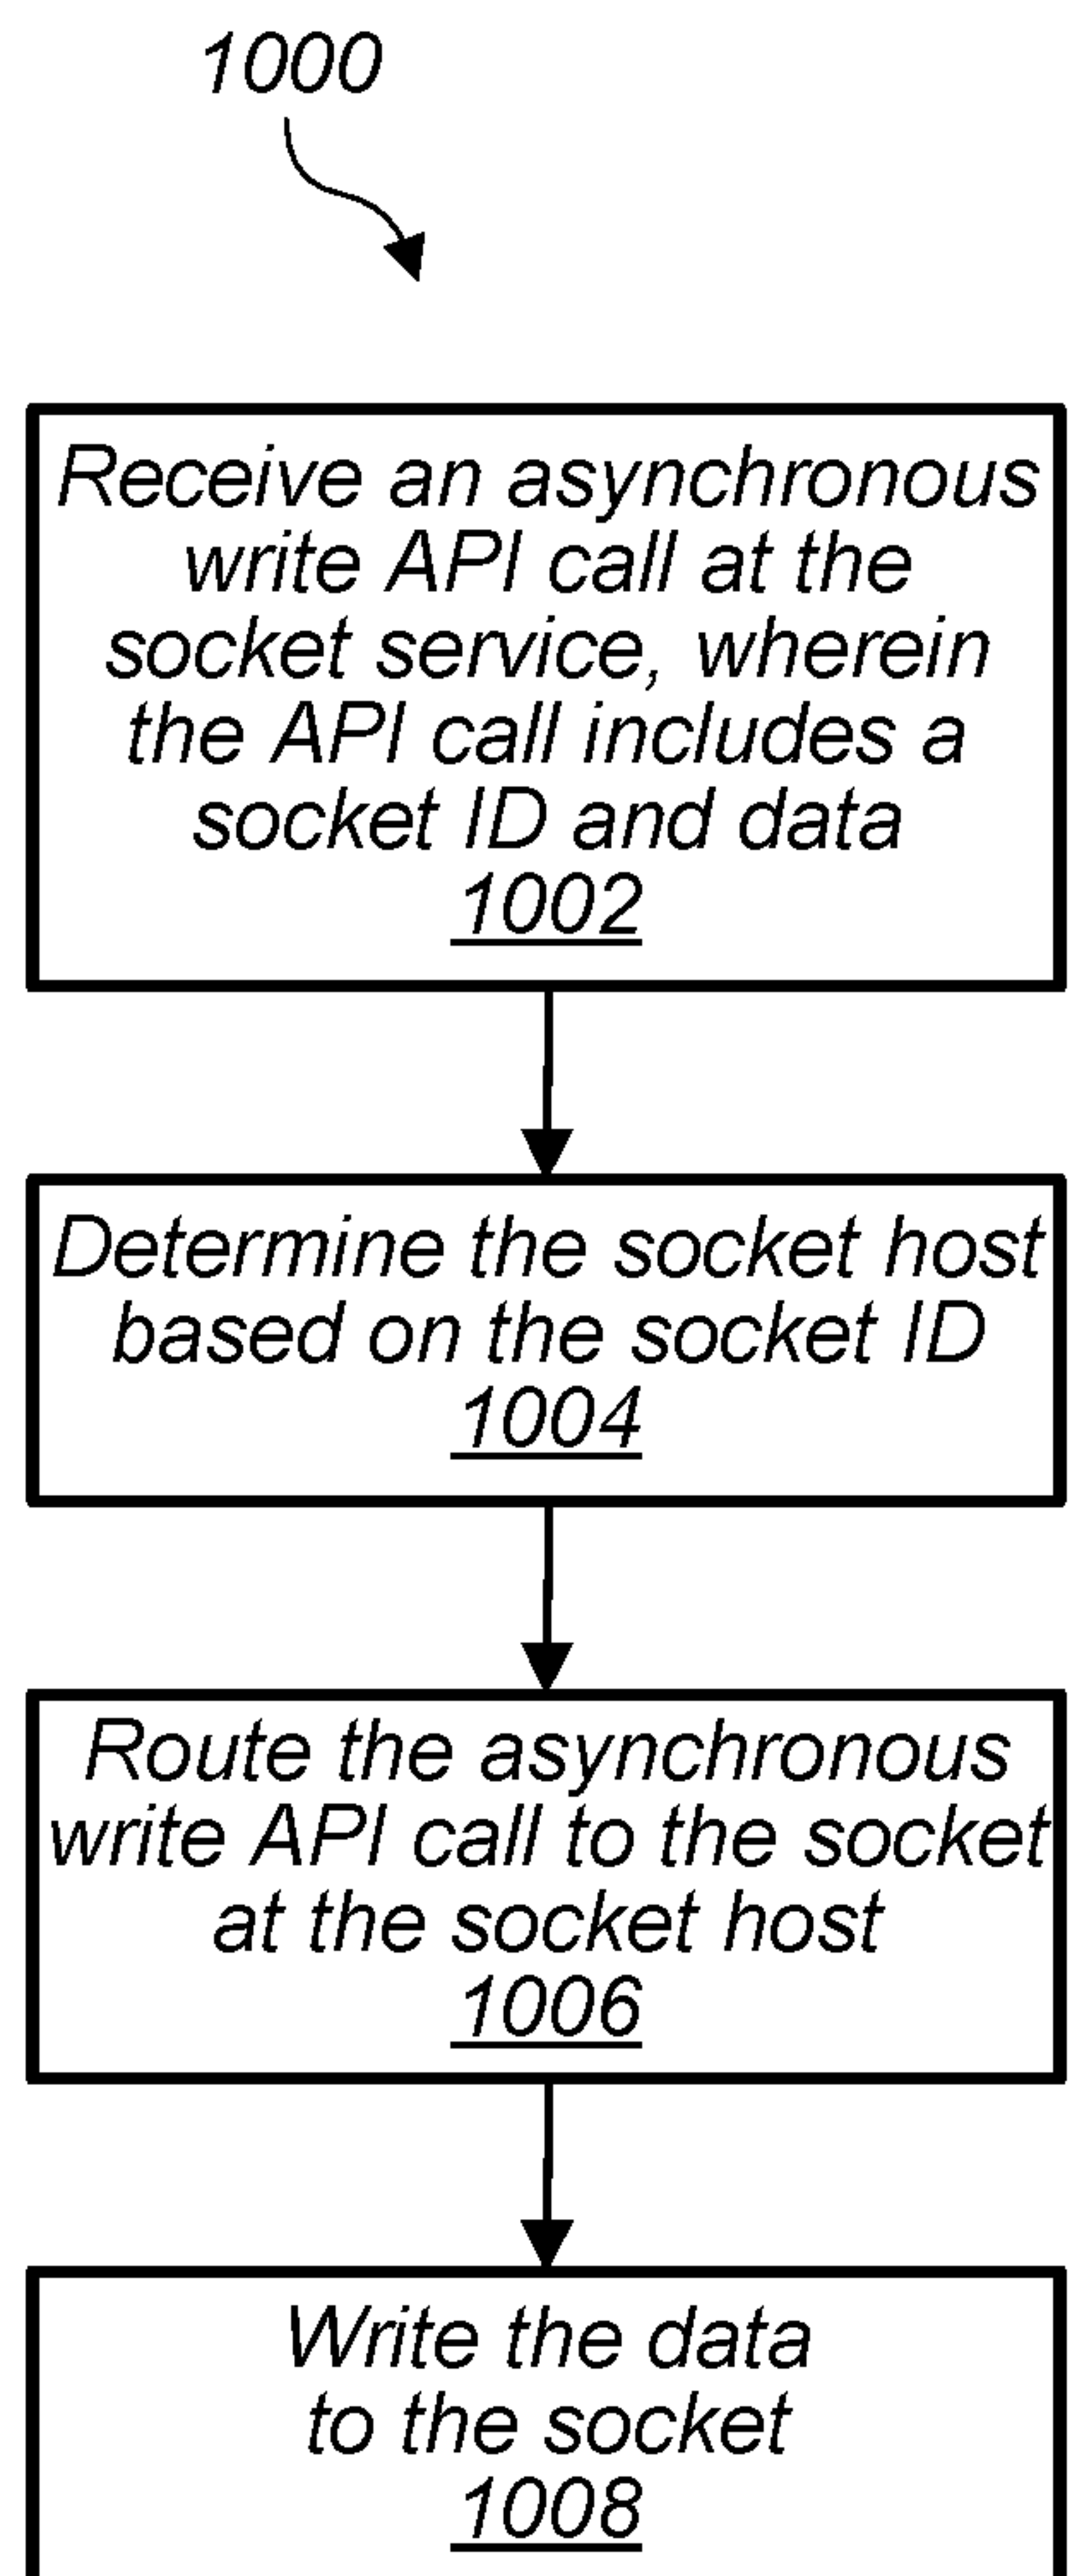 1000
Receive an asynchronous
write API call at the
socket service, wherein
the API call includes a
socket ID and data
1002
Determine the socket host
based on the socket ID
1004
Route the asynchronous
write API call to the socket
at the socket host
1006
Write the data
to the socket
1008